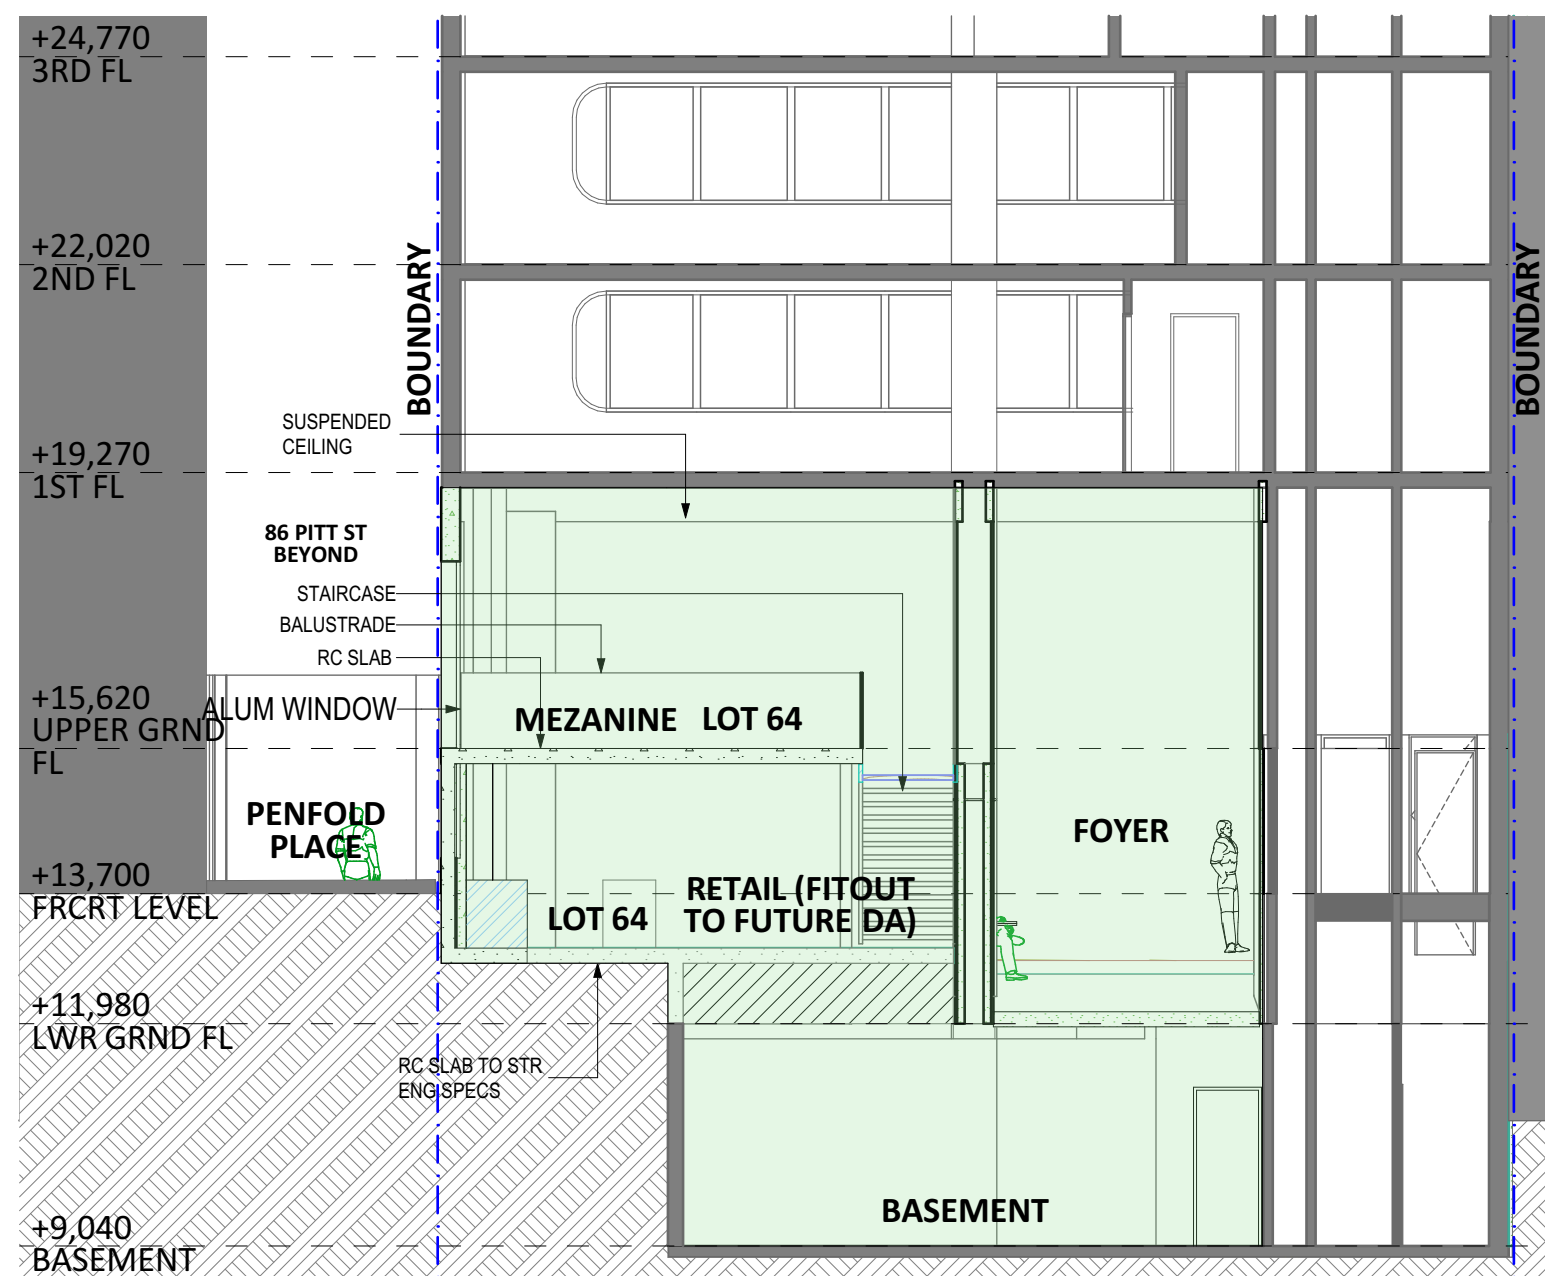 +24,770
3RD FL
+22,020
2ND FL
BOUNDARY
BOUNDARY
SUSPENDED
CEILING
+19,270
1ST FL
86 PITT ST
BEYOND
STAIRCASE
BALUSTRADE
RC SLAB
+15,620
UPPER GRND
FL
ALUM WINDOW
MEZANINE LOT 64
PENFOLD
PLACE
FOYER
+13,700
FRCRT LEVEL
LOT 64
RETAIL (FITOUT
TO FUTURE DA)
+11,980
LWR GRND FL
RC SLAB TO STR
ENG SPECS
BASEMENT
+9,040
BASEMENT